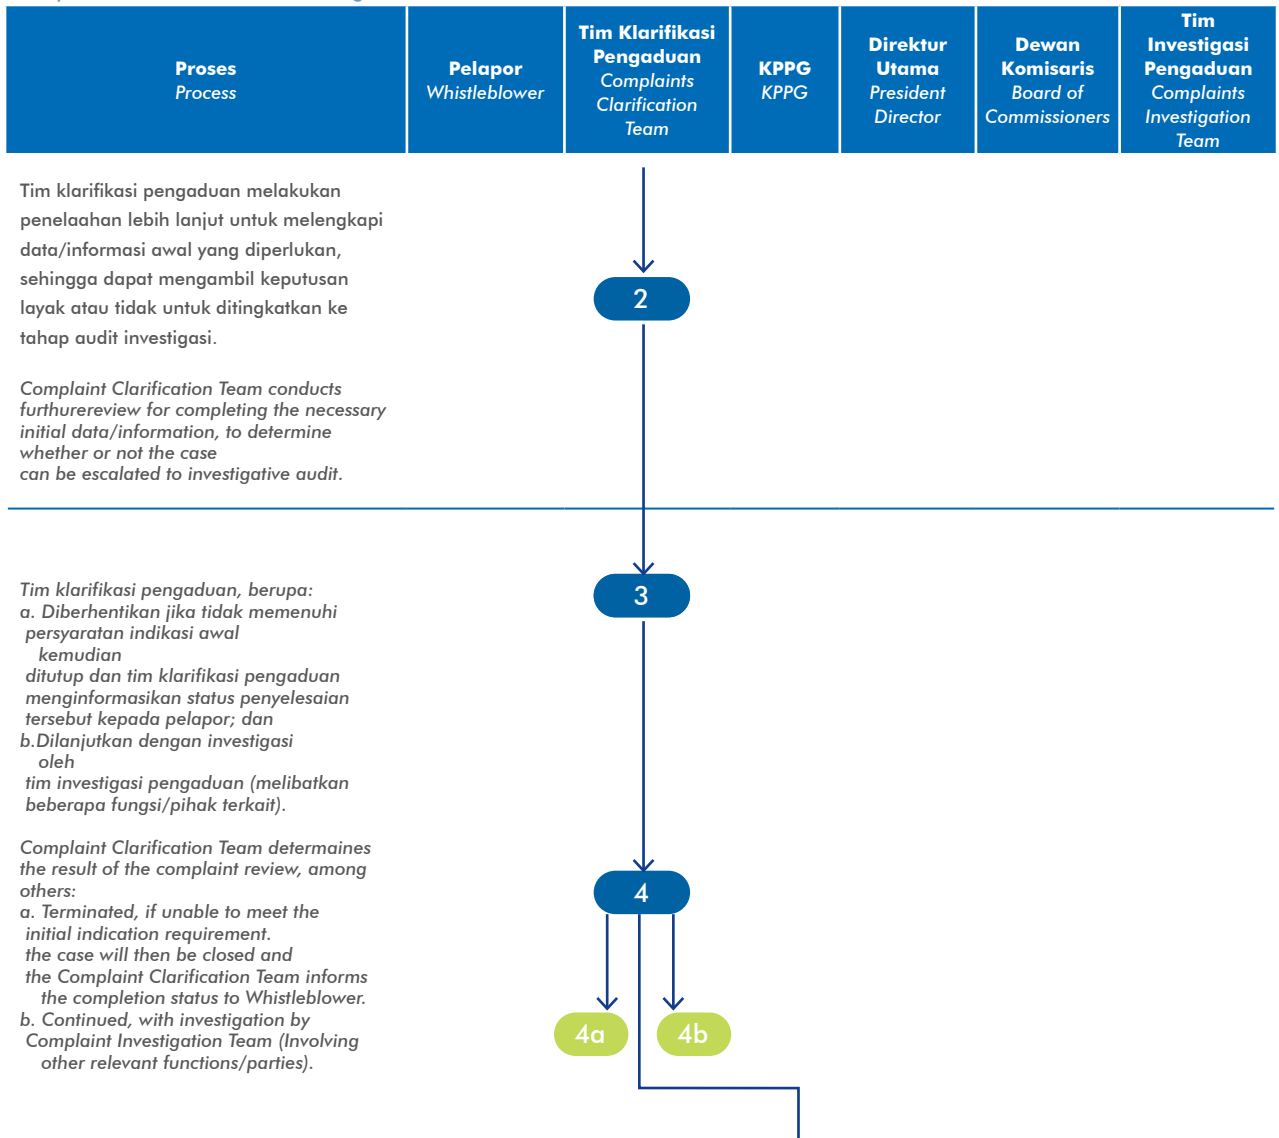 Proses
Process
Pelapor
Whistleblower
Tim Klarifikasi
Pengaduan
Complaints
Clarification
Team
KPPG
KPPG
Direktur
Utama
President
Director
Dewan
Komisaris
Board of
Commissioners
Tim
Investigasi
Pengaduan
Complaints
Investigation
Team
Tim klarifikasi pengaduan melakukan
penelaahan lebih lanjut untuk melengkapi
data/informasi awal yang diperlukan,
sehingga dapat mengambil keputusan
layak atau tidak untuk ditingkatkan ke
tahap audit investigasi.
Complaint Clarification Team conducts
furthurereview for completing the necessary
initial data/information, to determine
whether or not the case
can be escalated to investigative audit.
2
Tim klarifikasi pengaduan, berupa:
a. Diberhentikan jika tidak memenuhi
persyaratan indikasi awal
kemudian
ditutup dan tim klarifikasi pengaduan
menginformasikan status penyelesaian
tersebut kepada pelapor; dan
b.Dilanjutkan dengan investigasi
oleh
tim investigasi pengaduan (melibatkan
beberapa fungsi/pihak terkait).
Complaint Clarification Team determaines
the result of the complaint review, among
others:
a. Terminated, if unable to meet the
initial indication requirement.
the case will then be closed and
the Complaint Clarification Team informs
the completion status to Whistleblower.
b. Continued, with investigation by
Complaint Investigation Team (Involving
other relevant functions/parties).
3
4
4a
4b